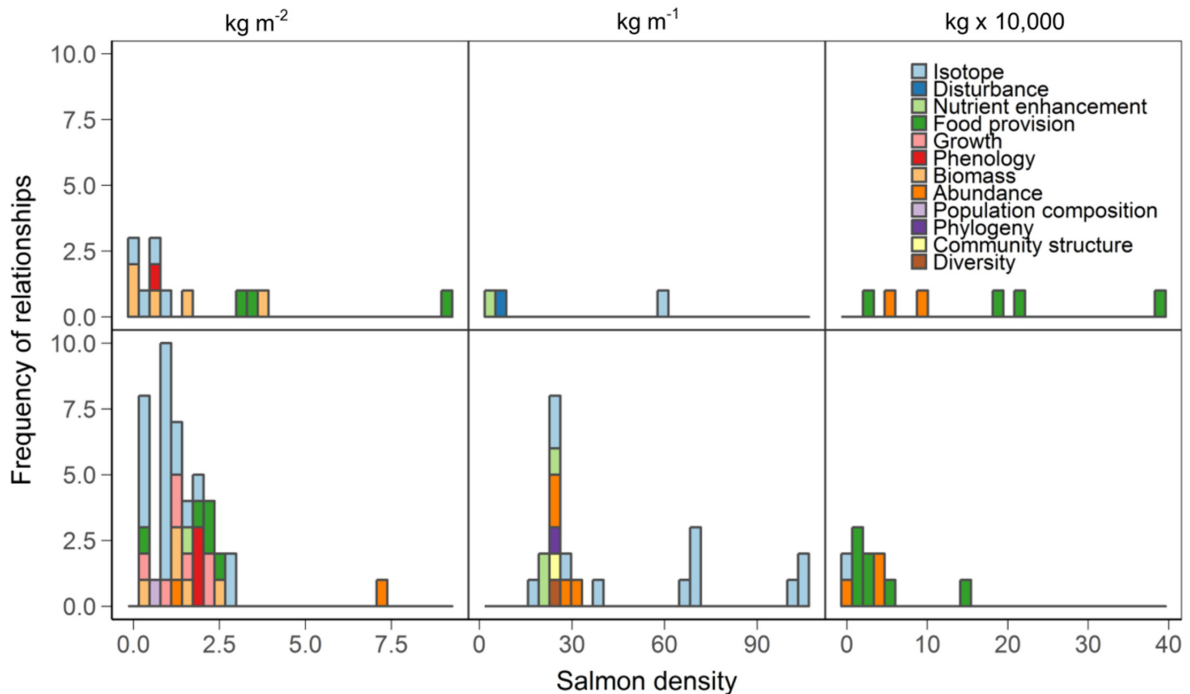 kg m-2 kg m-1 kg x 10,000
10.0
7.5
5.0
2.5
0.0
Isotope
Disturbance
Nutrient enhancement
Food provision
Growth
Phenology
Biomass
Abundance
Population composition
Phylogeny
Community structure
Diversity
Frequency of relationships
10.0
7.5
5.0
2.5
0.0
0.0 2.5 5.0 7.5 0 30 60 90 0 10 20 30 40
Salmon density